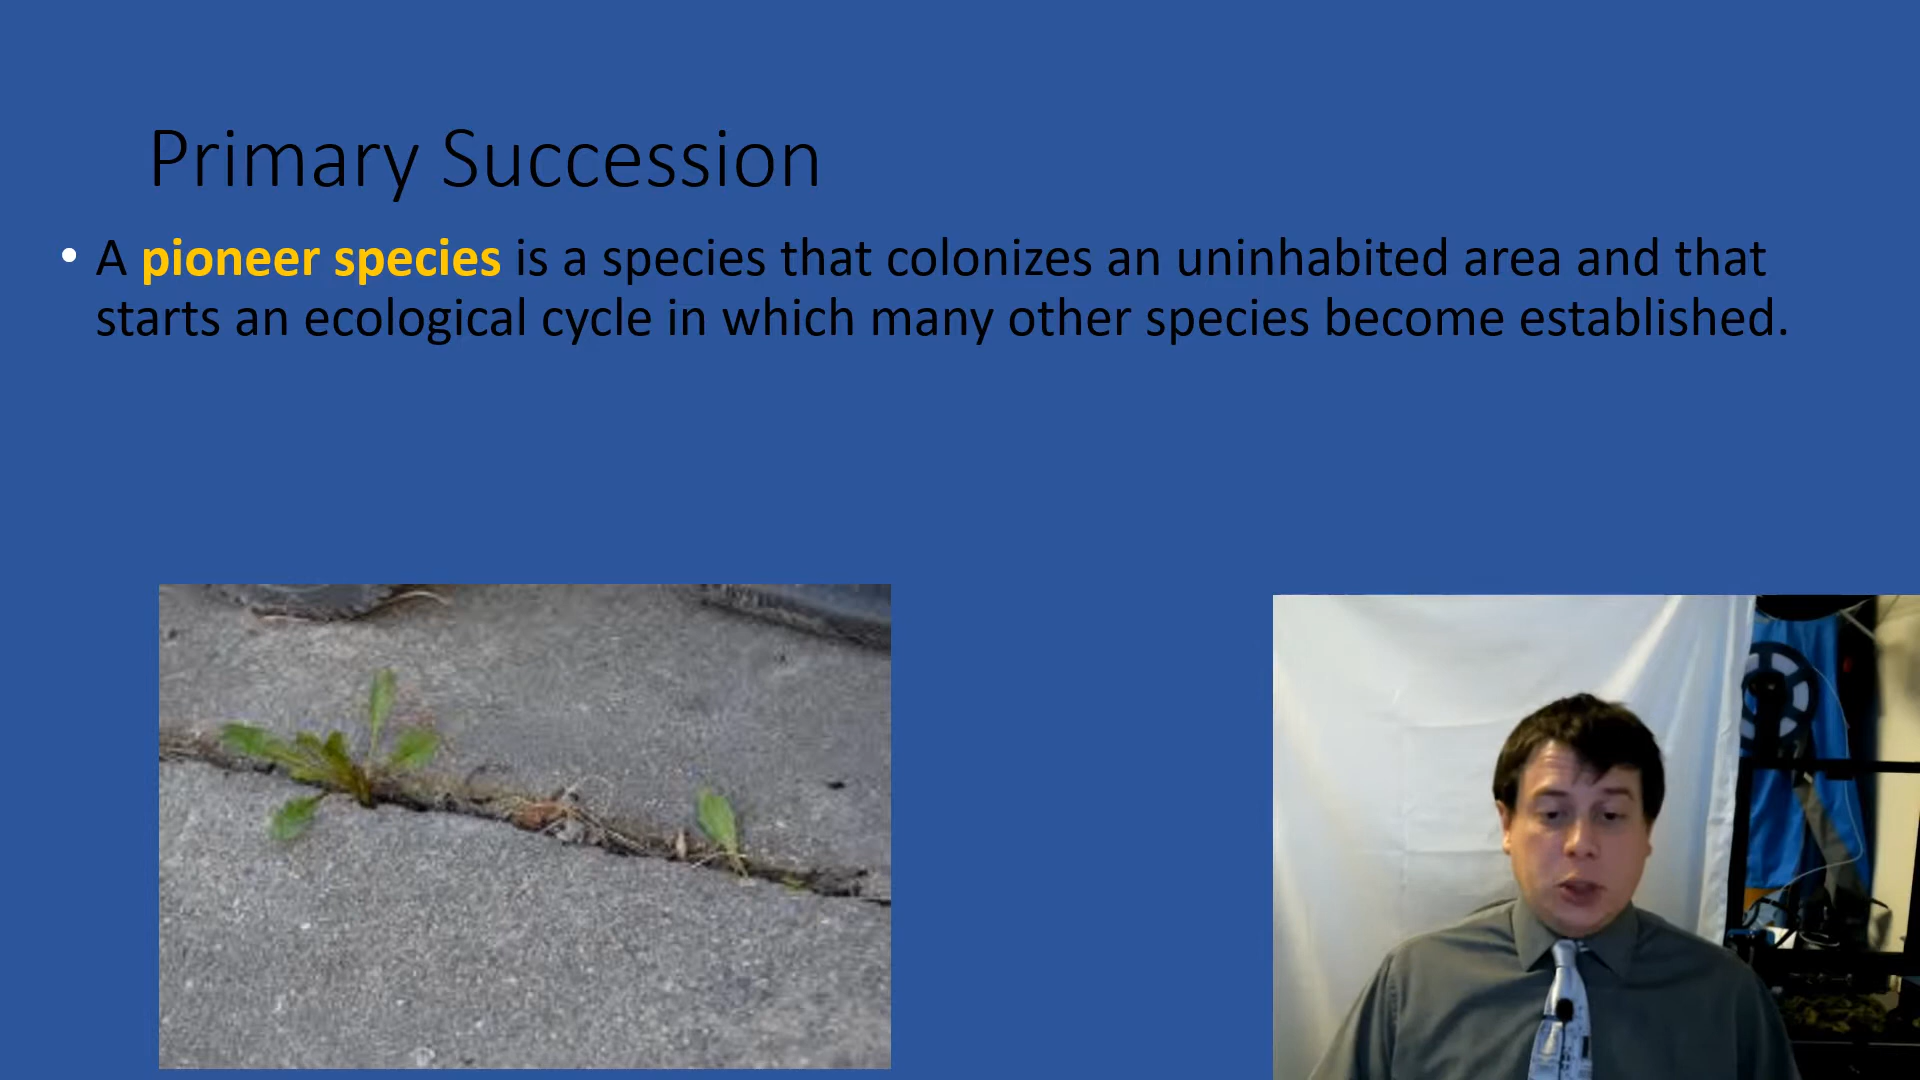 Primary Succession
• A pioneer species is a species that colonizes an uninhabited area and that
starts an ecological cycle in which many other species become established.